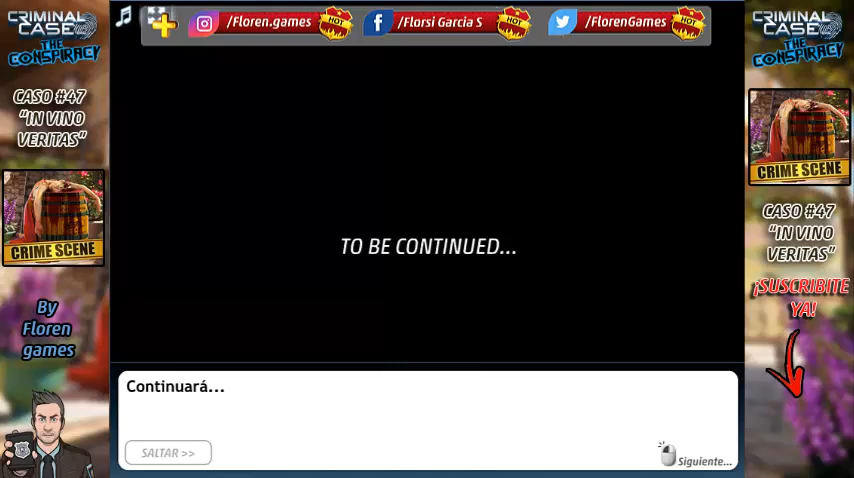 CRIMINAL
CASE
THE
CONSPIRACY
CASO #47
"IN VINO
VERITAS"
CRIME SCENE
By
Floren
games
/Floren.games HOT
/Florsi Garcia S HOT
/FlorenGames HOT
TO BE CONTINUED...
Continuará...
SALTAR >>
Siguiente...
CRIMINAL
CASE
THE
CONSPIRACY
CRIME SCENE
CASO #47
"IN VINO
VERITAS"
¡SUSCRIBITE
YA!